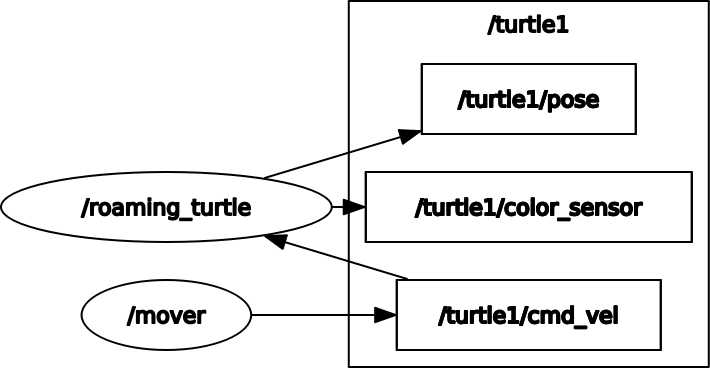 /turtle1
/turtle1/pose
/roaming_turtle
/turtle1/color_sensor
/mover
/turtle1/cmd_vel